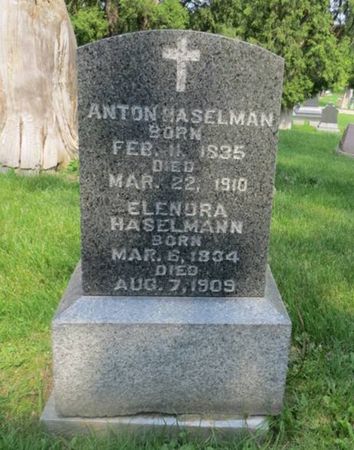 ANTON HASELMAN
BORN
FEB. 11, 1835
DIED
MAR. 22, 1910
ELENORA
HASELMANN
BORN
MAR. 6, 1834
DIED
AUG. 7, 1909